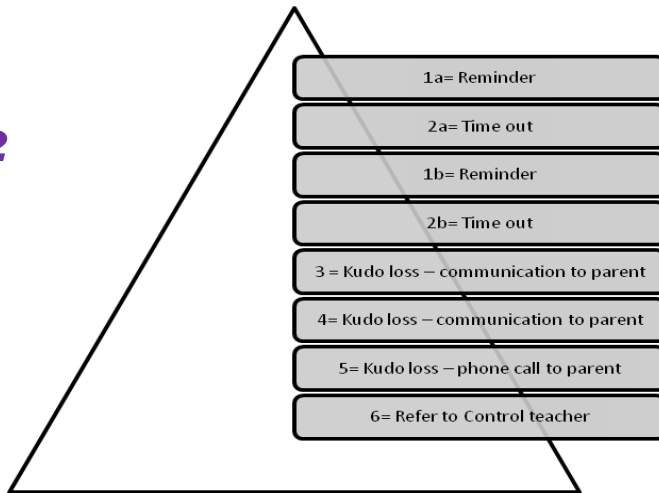 2
1a= Reminder
2a= Time out
1b= Reminder
2b= Time out
3 = Kudo loss – communication to parent
4= Kudo loss – communication to parent
5= Kudo loss – phone call to parent
6= Refer to Control teacher